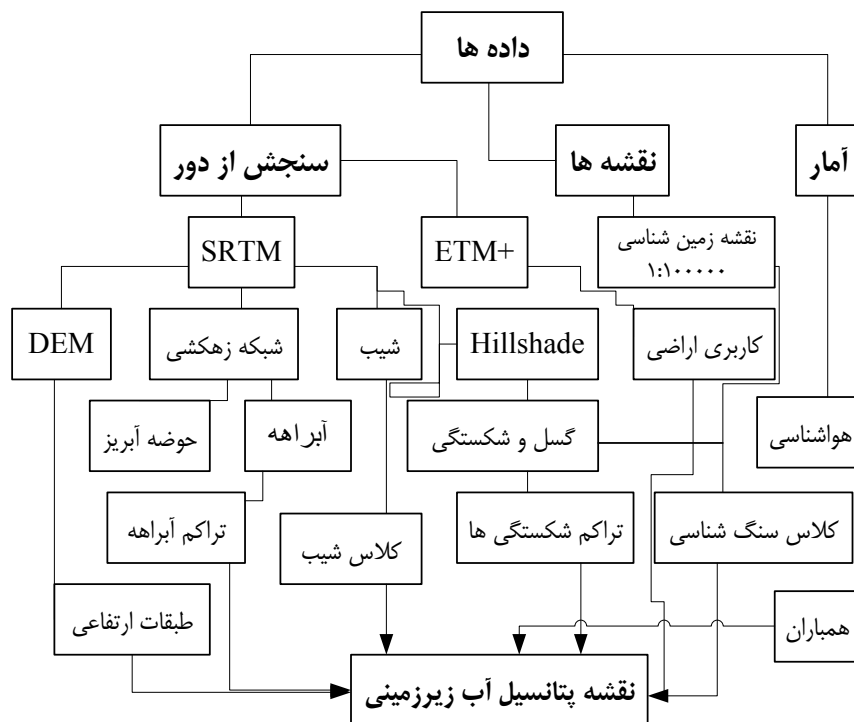 داده ها
سنجش از دور
نقشه ها
آمار
SRTM
ETM+
نقشه زمین شناسی
۱:۱۰۰۰۰۰
DEM
شبکه زهکشی
شیب
Hillshade
کاربری اراضی
حوضه آبریز
آبراهه
گسل و شکستگی
هواشناسی
تراکم آبراهه
کلاس شیب
تراکم شکستگی ها
کلاس سنگ شناسی
طبقات ارتفاعی
همباران
نقشه پتانسیل آب زیرزمینی